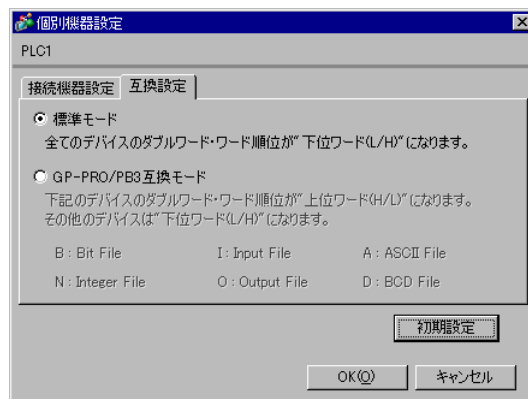 個別機器設定
PLC1
接続機器設定 互換設定
標準モード
全てのデバイスのダブルワード・ワード順位が"下位ワード(L/H)"になります。
GP-PRO/PB3互換モード
下記のデバイスのダブルワード・ワード順位が"上位ワード(H/L)"になります。
その他のデバイスは"下位ワード(L/H)"になります。
B : Bit File I : Input File A : ASCII File
N : Integer File O : Output File D : BCD File
初期設定
OK(O) キャンセル